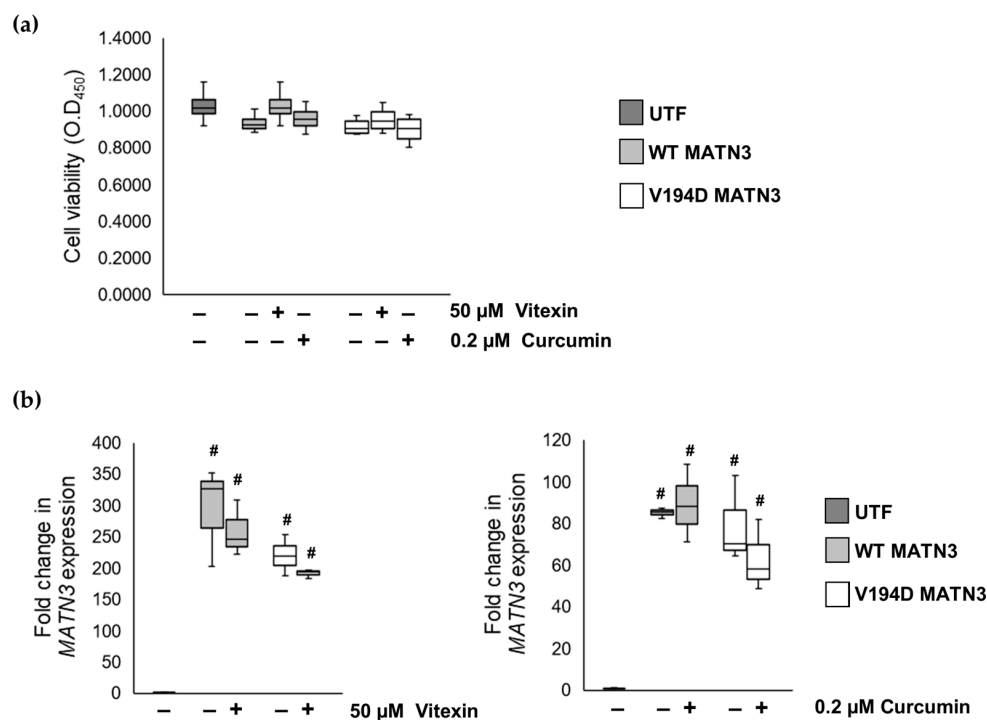 (a)
Cell viability (O.D450)
1.4000
1.2000
1.0000
0.8000
0.6000
0.4000
0.2000
0.0000
– – + – – + – 50 µM Vitexin
– – – + – – + 0.2 µM Curcumin
UTF
WT MATN3
V194D MATN3
(b)
Fold change in
MATN3 expression
400
350
300
250
200
150
100
50
0
# # # #
– – + – + 50 µM Vitexin
Fold change in
MATN3 expression
120
100
80
60
40
20
0
# # # #
– – + – + 0.2 µM Curcumin
UTF
WT MATN3
V194D MATN3